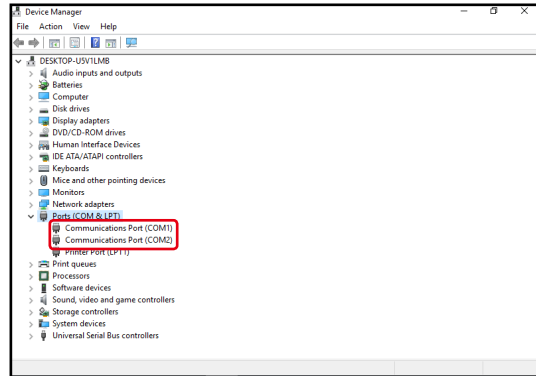 Device Manager
File Action View Help
DESKTOP-U5V1LMB
Audio inputs and outputs
Batteries
Computer
Disk drives
Display adapters
DVD/CD-ROM drives
Human Interface Devices
IDE ATA/ATAPI controllers
Keyboards
Mice and other pointing devices
Monitors
Network adapters
Ports (COM & LPT)
Communications Port (COM1)
Communications Port (COM2)
Printer Port (LPT1)
Print queues
Processors
Software devices
Sound, video and game controllers
Storage controllers
System devices
Universal Serial Bus controllers